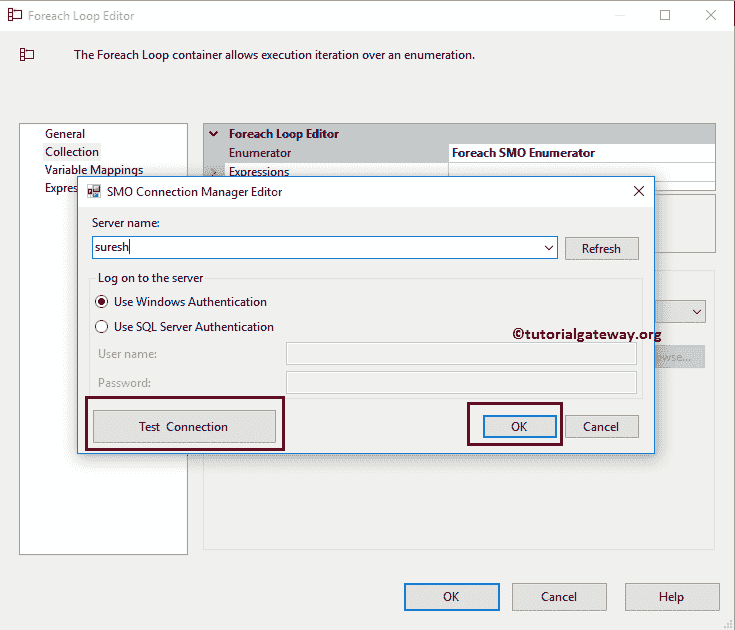 Foreach Loop Editor
The Foreach Loop container allows execution iteration over an enumeration.
General
Collection
Variable Mappings
Expres
Foreach Loop Editor
Enumerator Foreach SMO Enumerator
Expressions
SMO Connection Manager Editor
Server name:
suresh
Refresh
Log on to the server
Use Windows Authentication
Use SQL Server Authentication
©tutorialgateway.org
User name:
Password:
owse...
Test Connection
OK
Cancel
OK
Cancel
Help